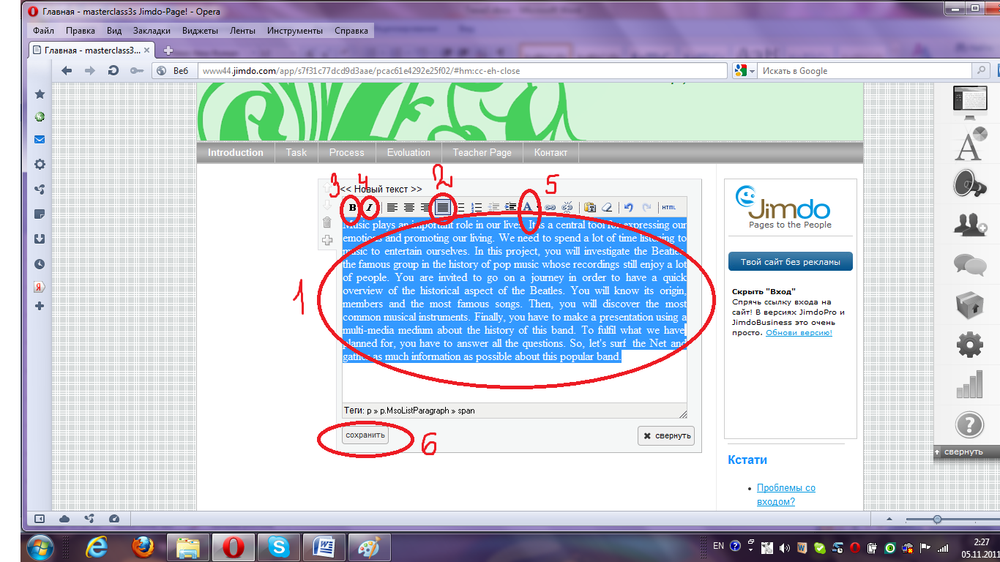 Главная - masterclass3s Jimdo-Page! - Opera
Файл Правка Вид Закладки Виджеты Ленты Инструменты Справка
Главная - masterclass3...
Веб www44.jimdo.com/app/s7f31c77dcd9d3aae/pcac61e4292e25f02/#hm:cc-eh-close Искать в Google
Introduction Task Process Evoluation Teacher Page Контакт
3 4 2 5
<< Новый текст >>
B I A HTML
Music plays an important role in our lives. It is a central tool for expressing our
emotions and promoting our living. We need to spend a lot of time listening to
music to entertain ourselves. In this project, you will investigate the Beatles,
the famous group in the history of pop music whose recordings still enjoy a lot
of people. You are invited to go on a journey in order to have a quick
overview of the historical aspect of the Beatles. You will know its origin,
members and the most famous songs. Then, you will discover the most
common musical instruments. Finally, you have to make a presentation using a
multi-media medium about the history of this band. To fulfil what we have
planned for, you have to answer all the questions. So, let's surf the Net and
gather as much information as possible about this popular band.
1
Теги: p » p.MsoListParagraph » span
сохранить
6
свернуть
Jimdo
Pages to the People
Твой сайт без рекламы
Скрыть "Вход"
Спрячь ссылку входа на
сайт! В версиях JimdoPro и
JimdoBusiness это очень
просто. Обнови версию!
Кстати
Проблемы со
входом?
свернуть
EN
2:27
05.11.201